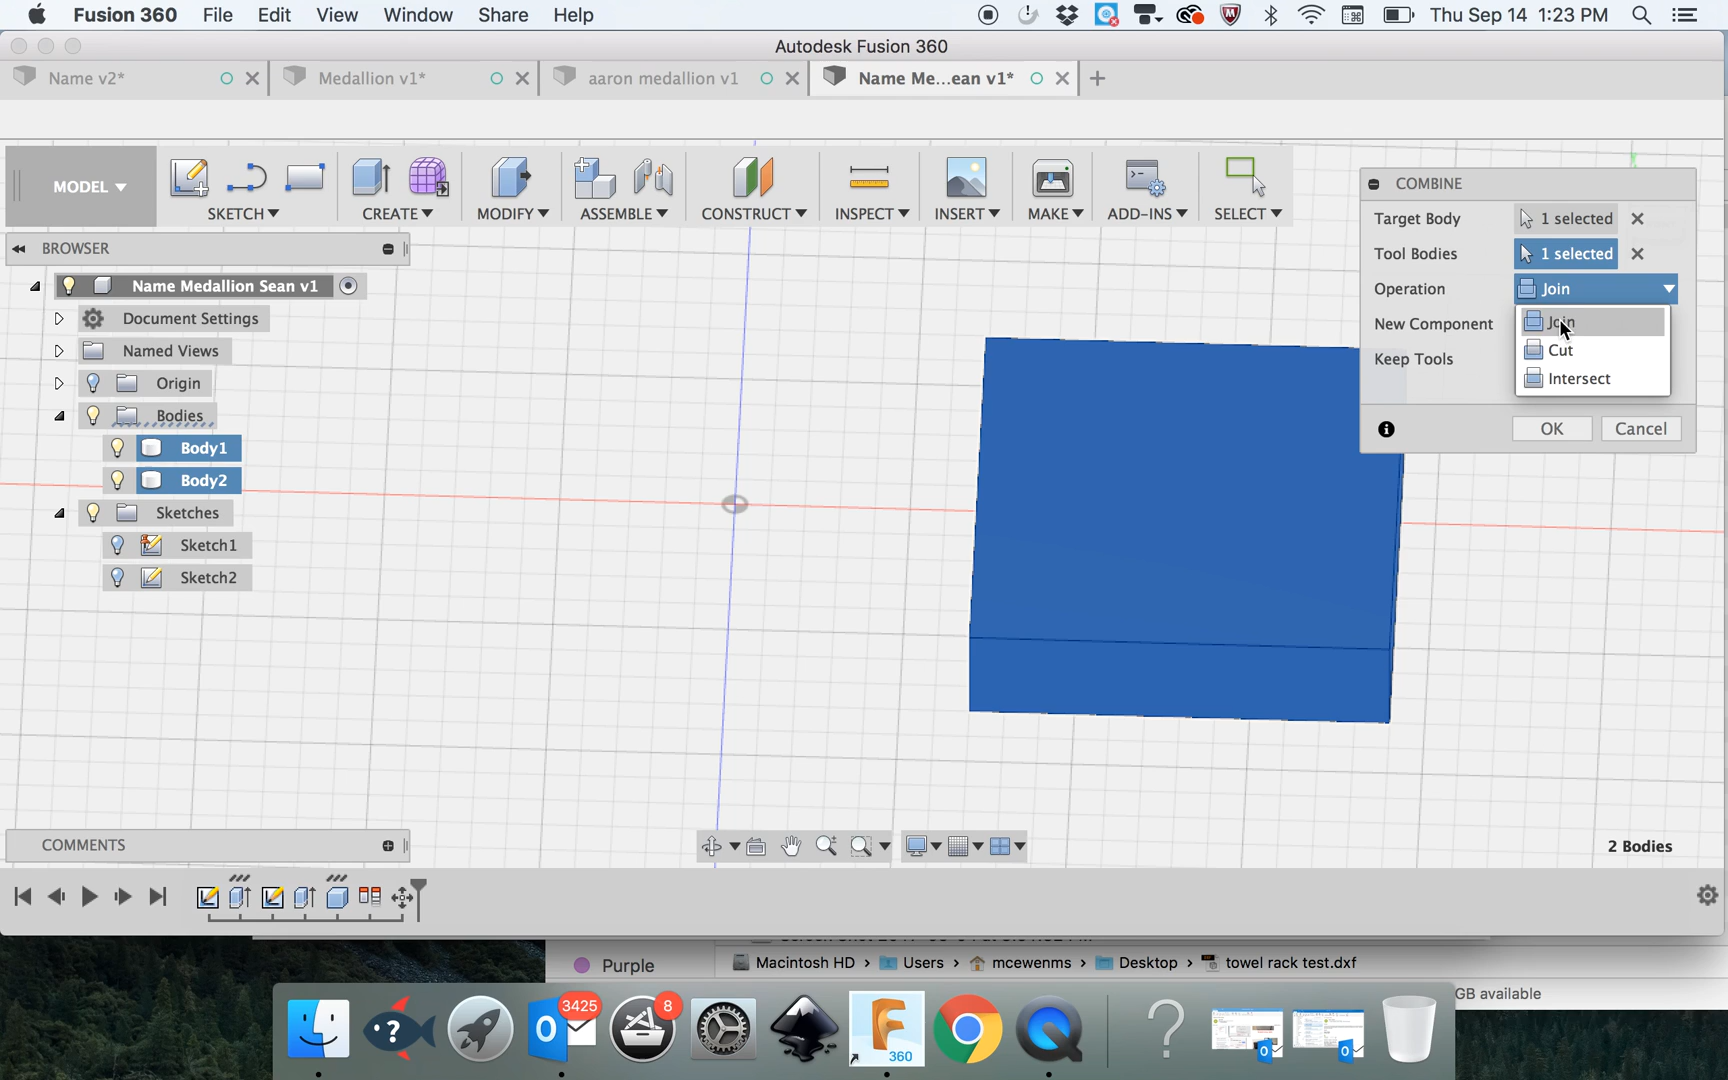 Fusion 360 File Edit View Window Share Help Thu Sep 14 1:23 PM
Autodesk Fusion 360
Name v2* Medallion v1* aaron medallion v1 Name Me...ean v1*
MODEL
SKETCH CREATE MODIFY ASSEMBLE CONSTRUCT INSPECT INSERT MAKE ADD-INS SELECT
COMBINE
Target Body 1 selected
Tool Bodies 1 selected
Operation Join
New Component
Keep Tools
Join
Cut
Intersect
OK Cancel
BROWSER
Name Medallion Sean v1
Document Settings
Named Views
Origin
Bodies
Body1
Body2
Sketches
Sketch1
Sketch2
COMMENTS
2 Bodies
Purple
Macintosh HD › Users › mcewenms › Desktop › towel rack test.dxf
GB available
3425
8
360